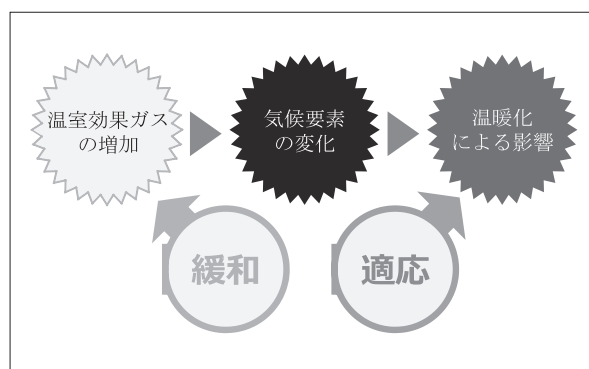 温室効果ガス
の増加
気候要素
の変化
温暖化
による影響
緩和
適応